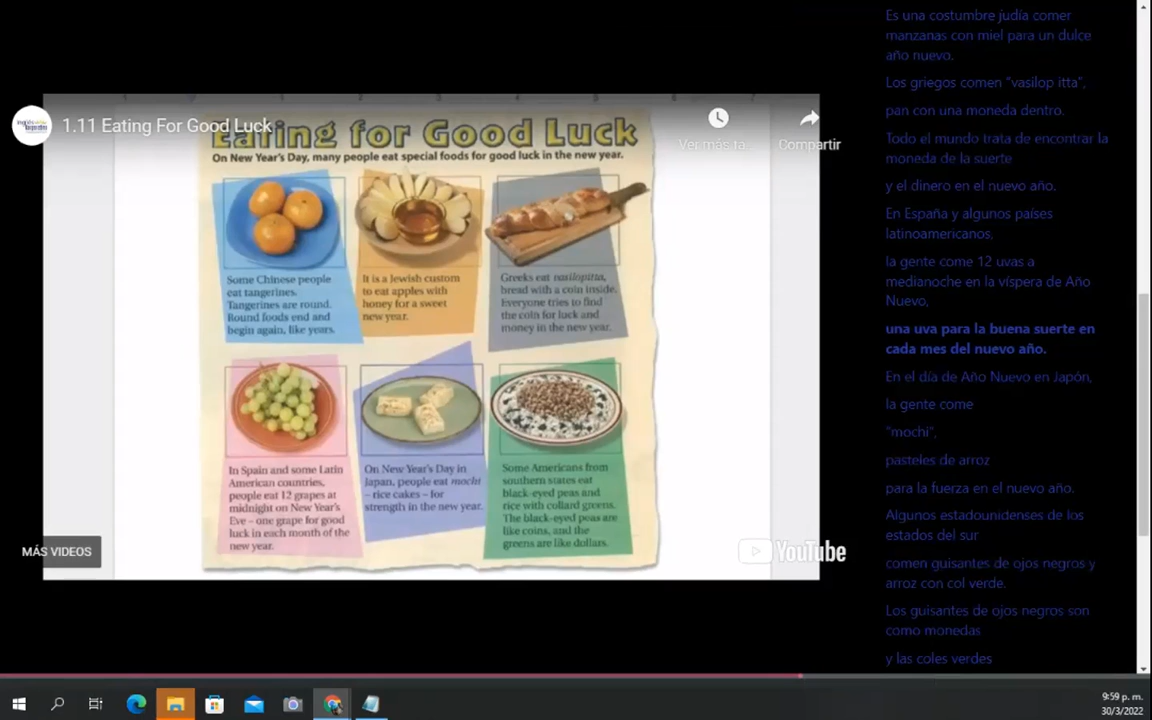 Eating for Good Luck
1.11 Eating For Good Luck
Ver más ta...
Compartir
On New Year's Day, many people eat special foods for good luck in the new year.
Some Chinese people
eat tangerines.
Tangerines are round.
Round foods end and
begin again, like years.
It is a Jewish custom
to eat apples with
honey for a sweet
new year.
Greeks eat vasilopitta,
bread with a coin inside.
Everyone tries to find
the coin for luck and
money in the new year.
In Spain and some Latin
American countries,
people eat 12 grapes at
midnight on New Year's
Eve – one grape for good
luck in each month of the
new year.
On New Year's Day in
Japan, people eat mochi
– rice cakes – for
strength in the new year.
Some Americans from
southern states eat
black-eyed peas and
rice with collard greens.
The black-eyed peas are
like coins, and the
greens are like dollars.
MÁS VIDEOS
YouTube
Es una costumbre judía comer
manzanas con miel para un dulce
año nuevo.
Los griegos comen "vasilop itta",
pan con una moneda dentro.
Todo el mundo trata de encontrar la
moneda de la suerte
y el dinero en el nuevo año.
En España y algunos países
latinoamericanos,
la gente come 12 uvas a
medianoche en la víspera de Año
Nuevo,
una uva para la buena suerte en
cada mes del nuevo año.
En el día de Año Nuevo en Japón,
la gente come
"mochi",
pasteles de arroz
para la fuerza en el nuevo año.
Algunos estadounidenses de los
estados del sur
comen guisantes de ojos negros y
arroz con col verde.
Los guisantes de ojos negros son
como monedas
y las coles verdes
9:59 p. m.
30/3/2022